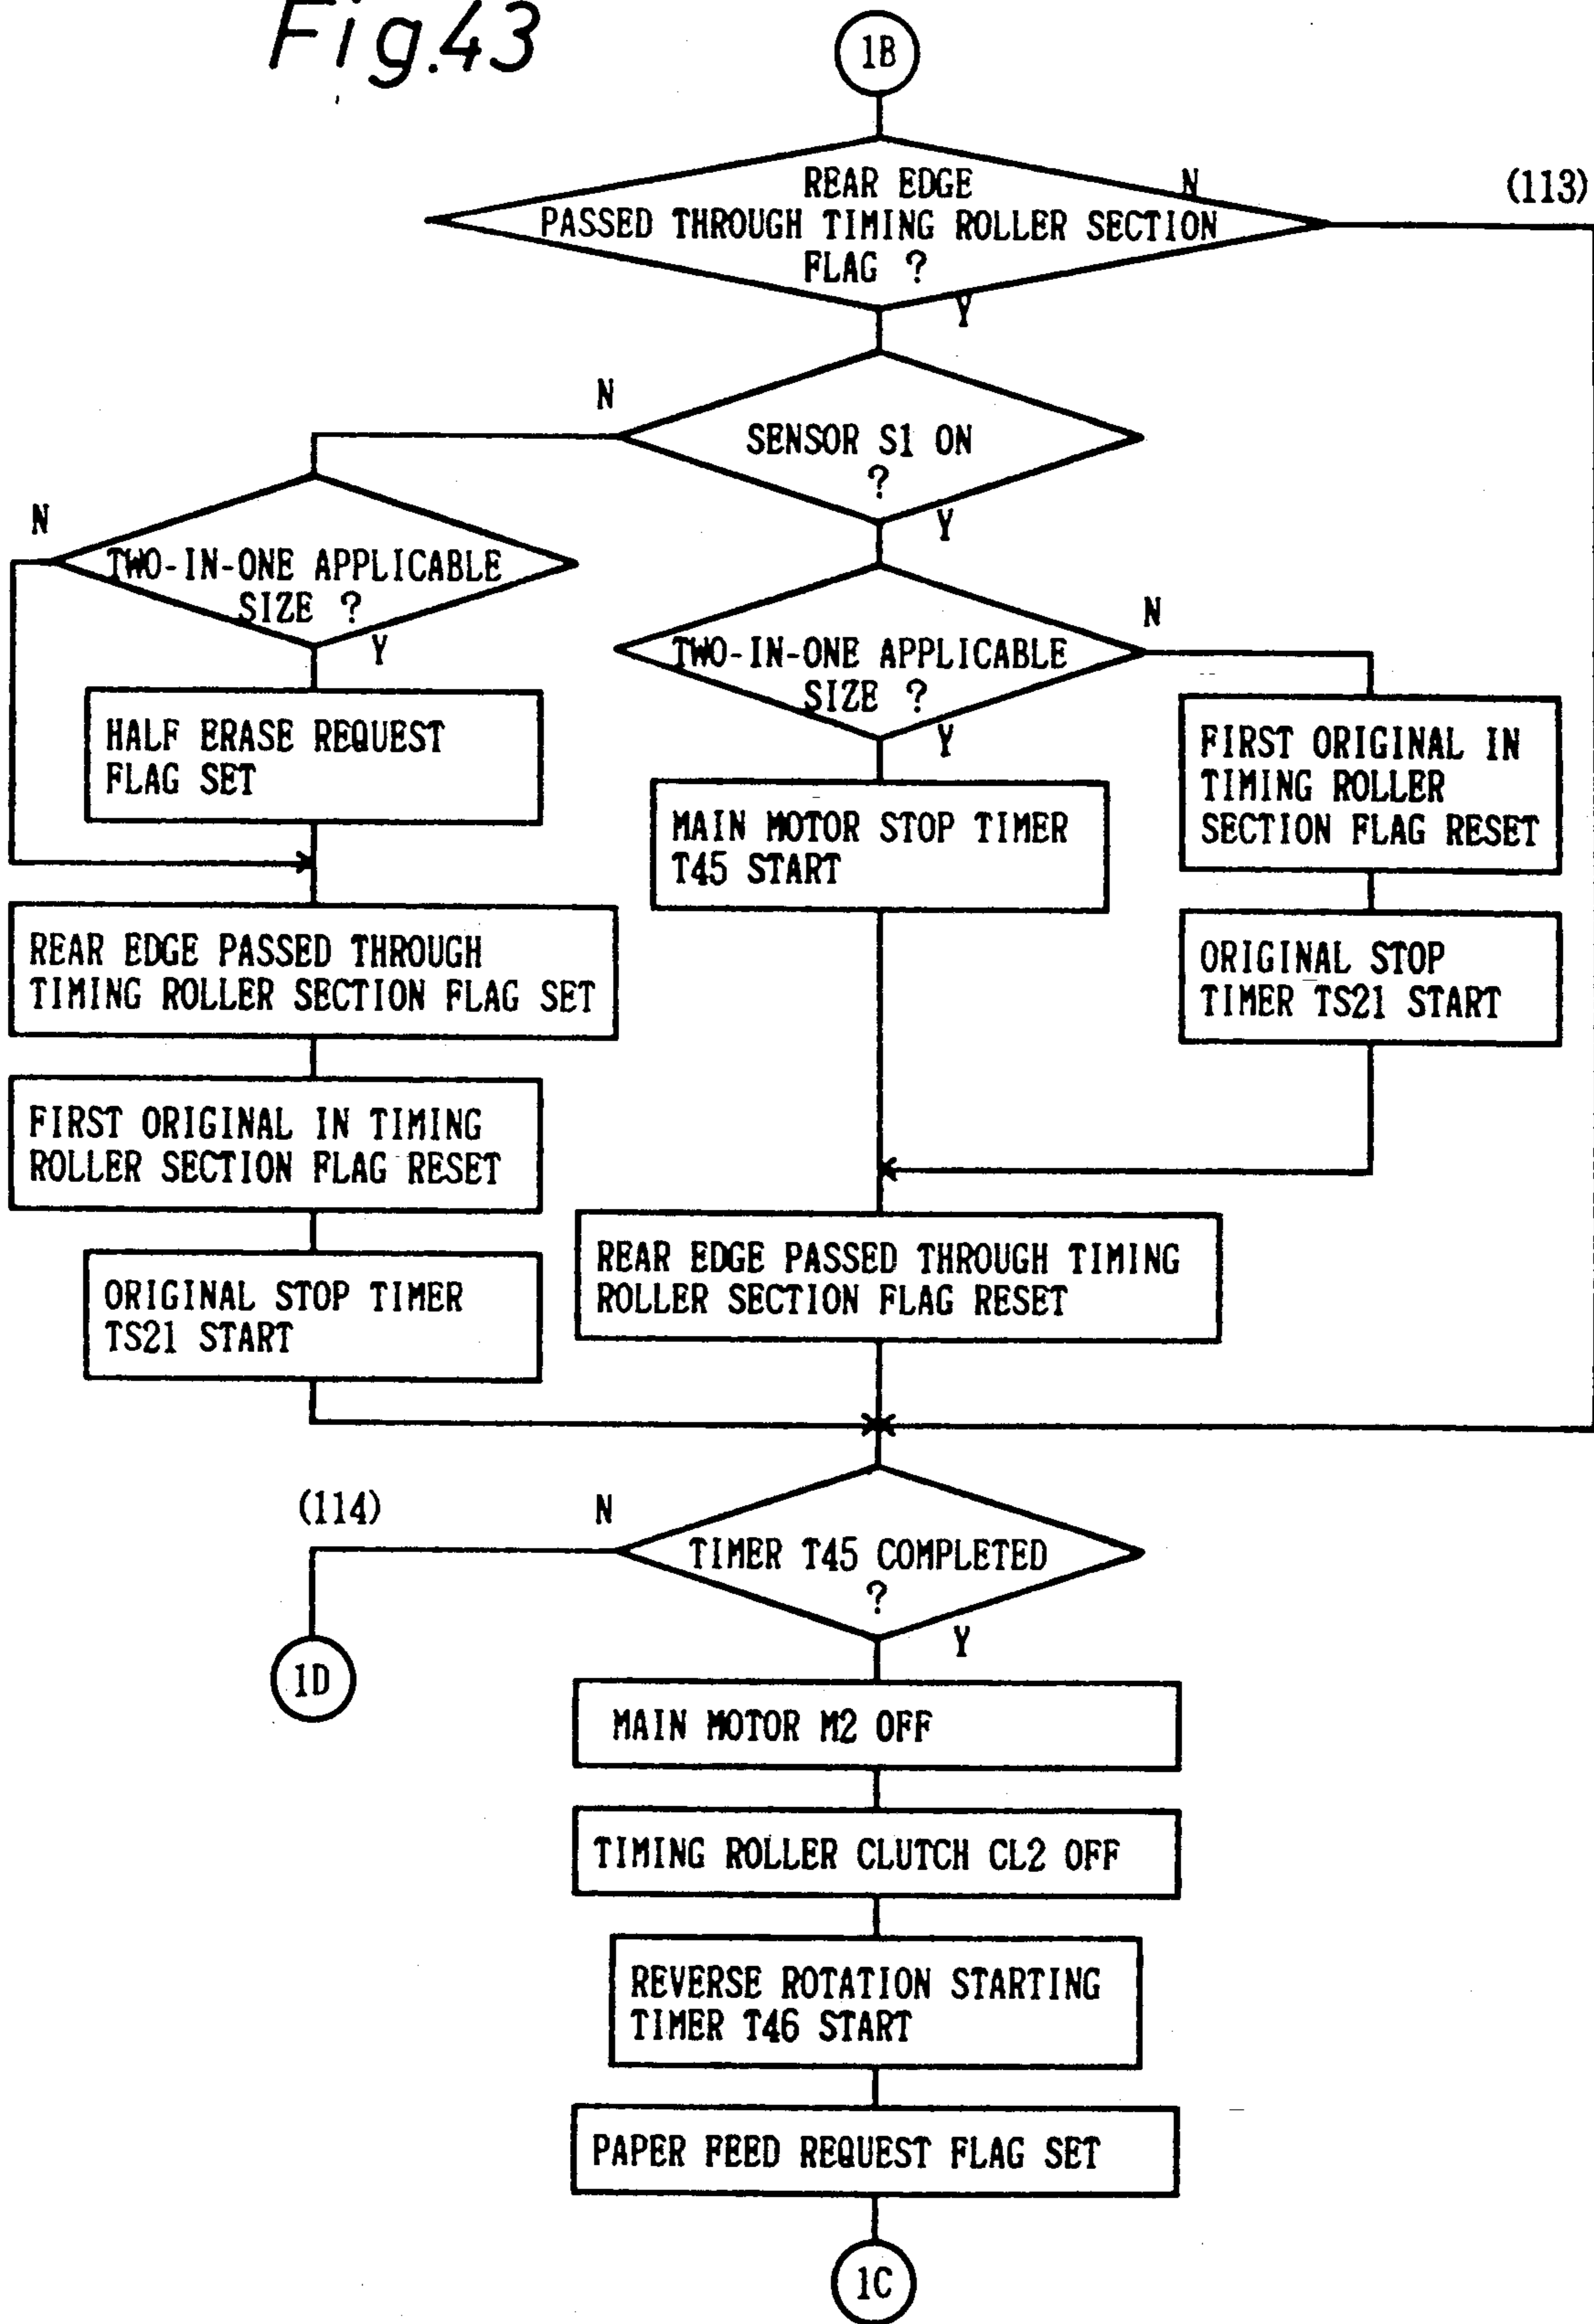 Fig.43
1B
REAR EDGE
PASSED THROUGH TIMING ROLLER SECTION
FLAG ?
N
(113)
Y
SENSOR S1 ON
?
N
Y
TWO-IN-ONE APPLICABLE
SIZE ?
N
Y
HALF ERASE REQUEST
FLAG SET
REAR EDGE PASSED THROUGH
TIMING ROLLER SECTION FLAG SET
FIRST ORIGINAL IN TIMING
ROLLER SECTION FLAG RESET
ORIGINAL STOP TIMER
TS21 START
TWO-IN-ONE APPLICABLE
SIZE ?
N
Y
MAIN MOTOR STOP TIMER
T45 START
FIRST ORIGINAL IN
TIMING ROLLER
SECTION FLAG RESET
ORIGINAL STOP
TIMER TS21 START
REAR EDGE PASSED THROUGH TIMING
ROLLER SECTION FLAG RESET
TIMER T45 COMPLETED
?
(114)
N
1D
Y
MAIN MOTOR M2 OFF
TIMING ROLLER CLUTCH CL2 OFF
REVERSE ROTATION STARTING
TIMER T46 START
PAPER FEED REQUEST FLAG SET
1C